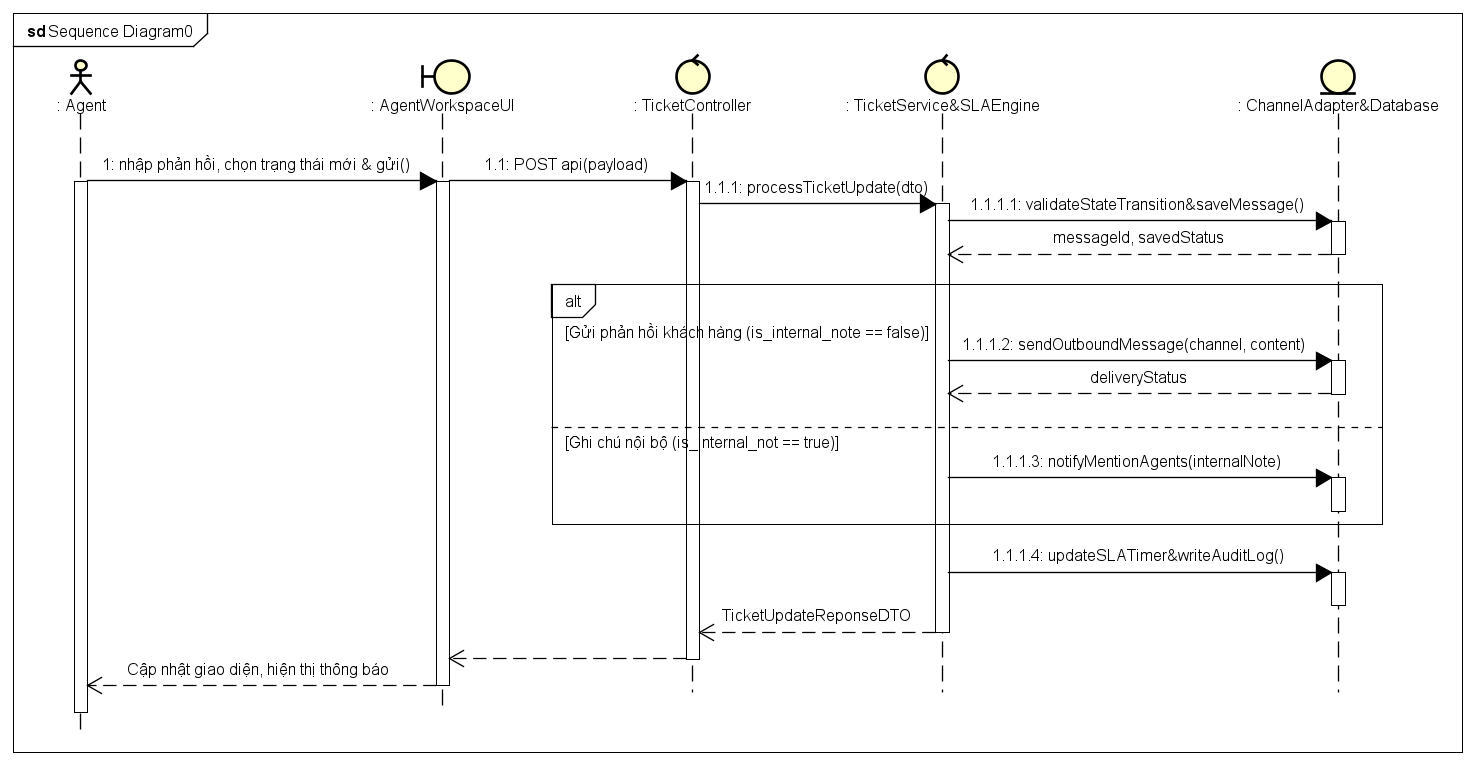 sd Sequence Diagram0
: Agent
: AgentWorkspaceUI
: TicketController
: TicketService&SLAEngine
: ChannelAdapter&Database
1: nhập phản hồi, chọn trạng thái mới & gửi()
1.1: POST api(payload)
1.1.1: processTicketUpdate(dto)
1.1.1.1: validateStateTransition&saveMessage()
messageId, savedStatus
alt
[Gửi phản hồi khách hàng (is_internal_note == false)]
1.1.1.2: sendOutboundMessage(channel, content)
deliveryStatus
[Ghi chú nội bộ (is_internal_not == true)]
1.1.1.3: notifyMentionAgents(internalNote)
1.1.1.4: updateSLATimer&writeAuditLog()
TicketUpdateReponseDTO
Cập nhật giao diện, hiện thị thông báo